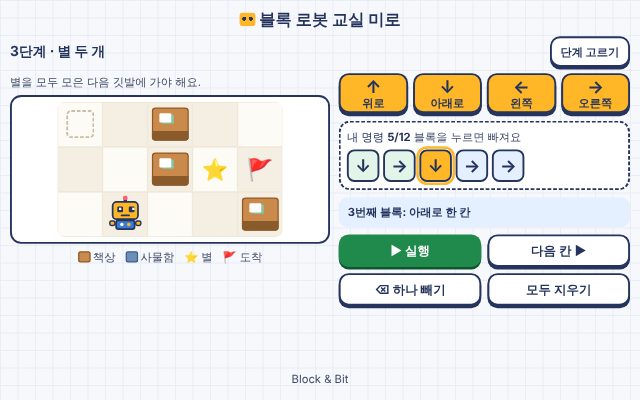 블록 로봇 교실 미로
3단계 · 별 두 개
단계 고르기
별을 모두 모은 다음 깃발에 가야 해요.
책상 사물함 별 도착
↑ 위로
↓ 아래로
← 왼쪽
→ 오른쪽
내 명령 5/12 블록을 누르면 빠져요
↓ → ↓ → →
3번째 블록: 아래로 한 칸
▶ 실행
다음 칸 ▶
⌫ 하나 빼기
모두 지우기
Block & Bit